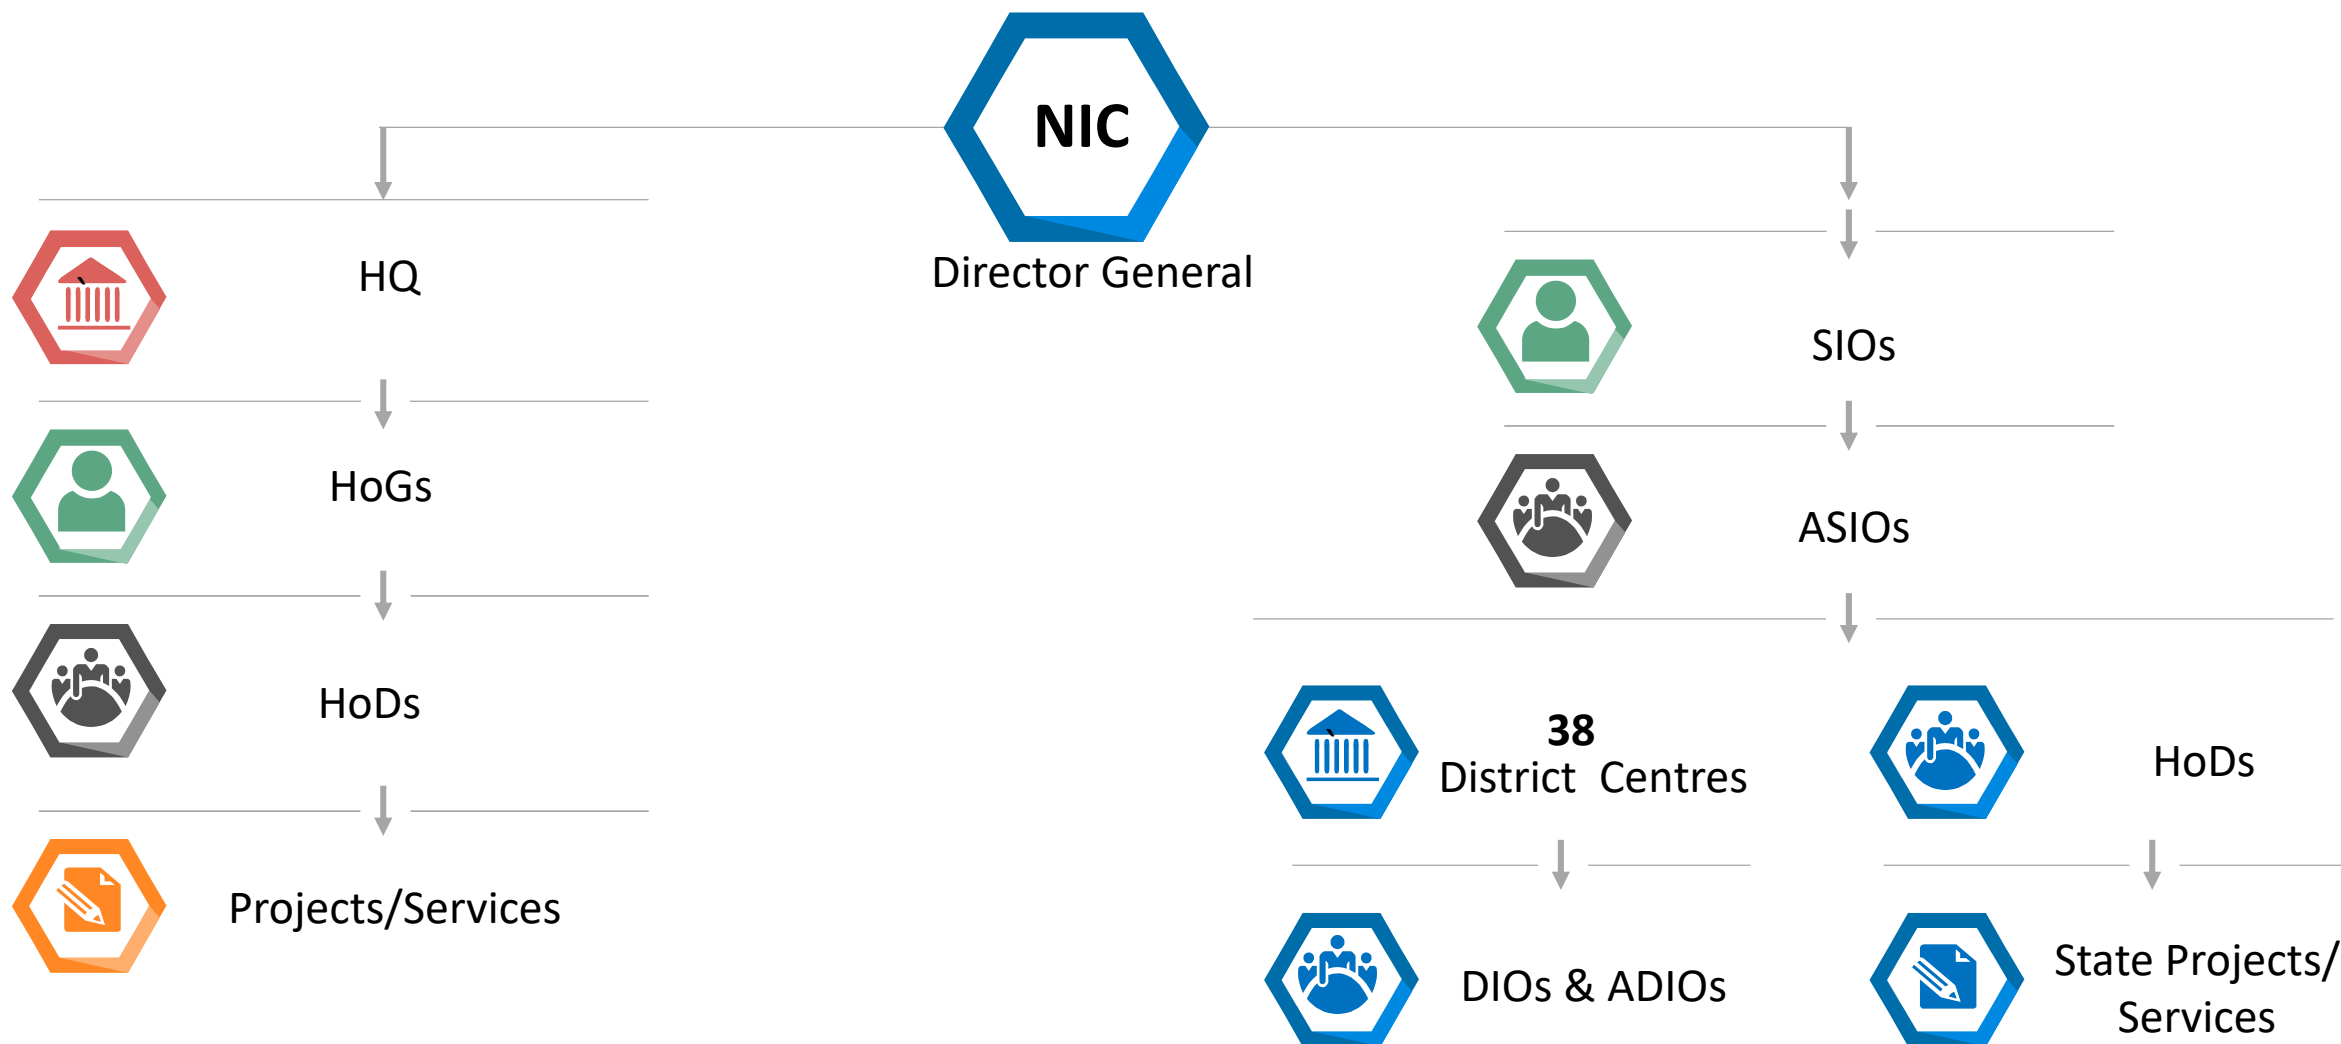 NIC
Director General
HQ
HoGs
HoDs
Projects/Services
SIOs
ASIOs
38
District  Centres
HoDs
DIOs & ADIOs
State Projects/
Services